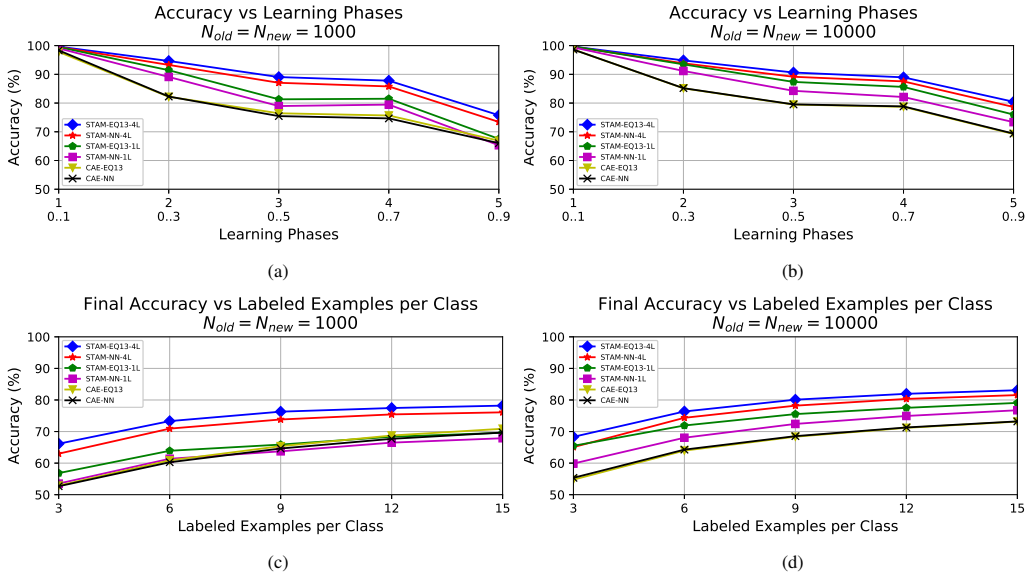 Accuracy vs Learning Phases
N_old = N_new = 1000
100
90
80
70
60
50
Accuracy (%)
STAM-EQ13-4L
STAM-NN-4L
STAM-EQ13-1L
STAM-NN-1L
CAE-EQ13
CAE-NN
1 2 3 4 5
0..1 0..3 0..5 0..7 0..9
Learning Phases
(a)
Accuracy vs Learning Phases
N_old = N_new = 10000
100
90
80
70
60
50
Accuracy (%)
STAM-EQ13-4L
STAM-NN-4L
STAM-EQ13-1L
STAM-NN-1L
CAE-EQ13
CAE-NN
1 2 3 4 5
0..1 0..3 0..5 0..7 0..9
Learning Phases
(b)
Final Accuracy vs Labeled Examples per Class
N_old = N_new = 1000
100
90
80
70
60
50
Accuracy (%)
STAM-EQ13-4L
STAM-NN-4L
STAM-EQ13-1L
STAM-NN-1L
CAE-EQ13
CAE-NN
3 6 9 12 15
Labeled Examples per Class
(c)
Final Accuracy vs Labeled Examples per Class
N_old = N_new = 10000
100
90
80
70
60
50
Accuracy (%)
STAM-EQ13-4L
STAM-NN-4L
STAM-EQ13-1L
STAM-NN-1L
CAE-EQ13
CAE-NN
3 6 9 12 15
Labeled Examples per Class
(d)